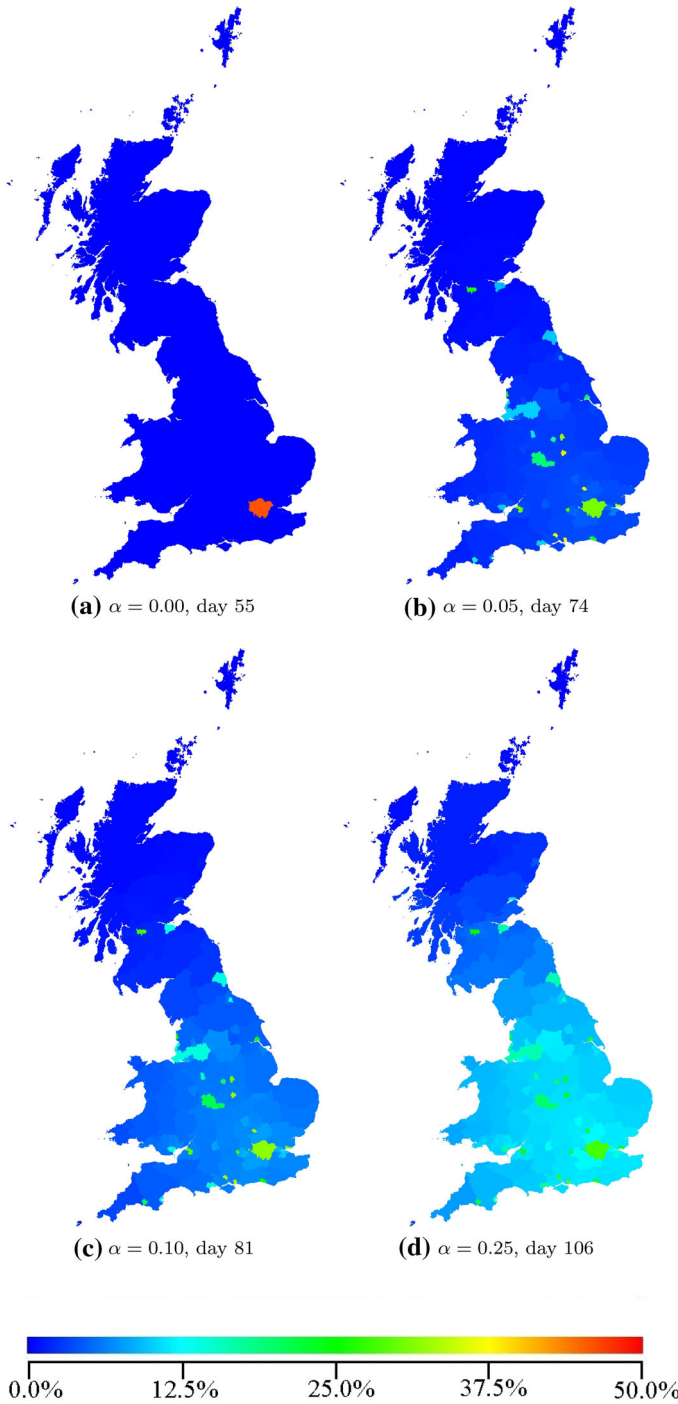 (a) α = 0.00, day 55
(b) α = 0.05, day 74
(c) α = 0.10, day 81
(d) α = 0.25, day 106
0.0% 12.5% 25.0% 37.5% 50.0%